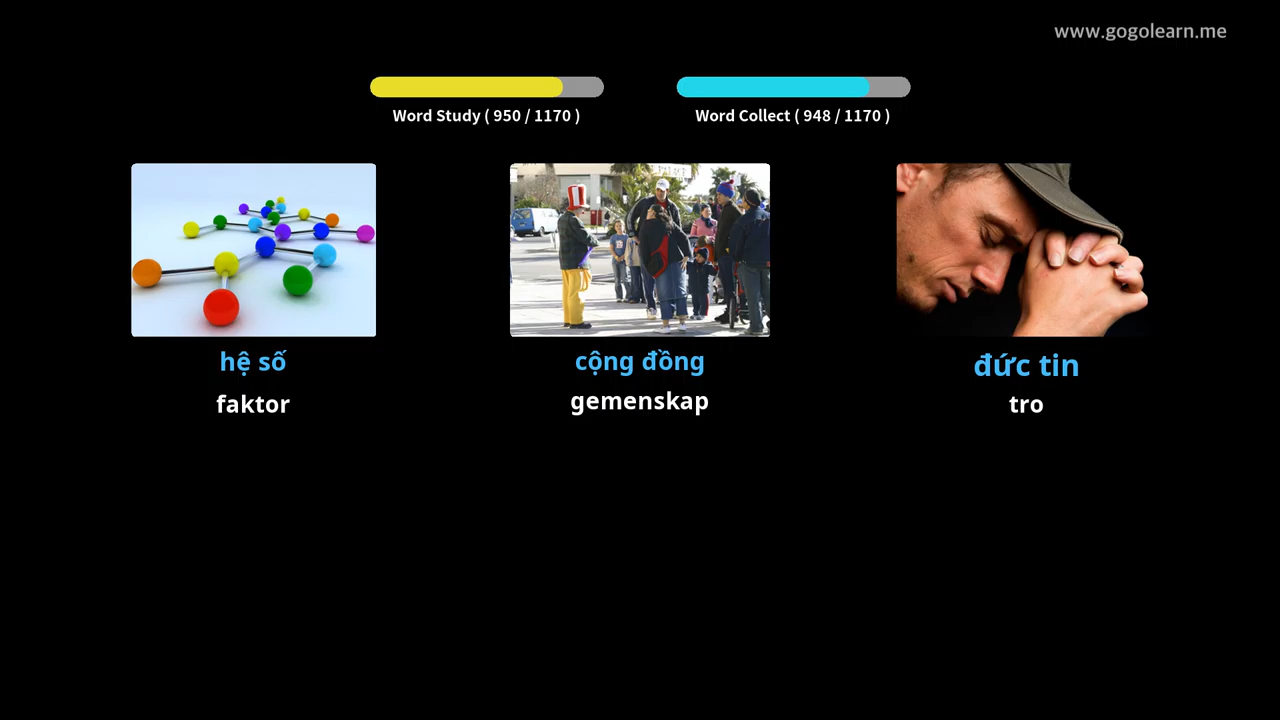 www.gogolearn.me
Word Study ( 950 / 1170 )
Word Collect ( 948 / 1170 )
hệ số
cộng đồng
đức tin
faktor
gemenskap
tro